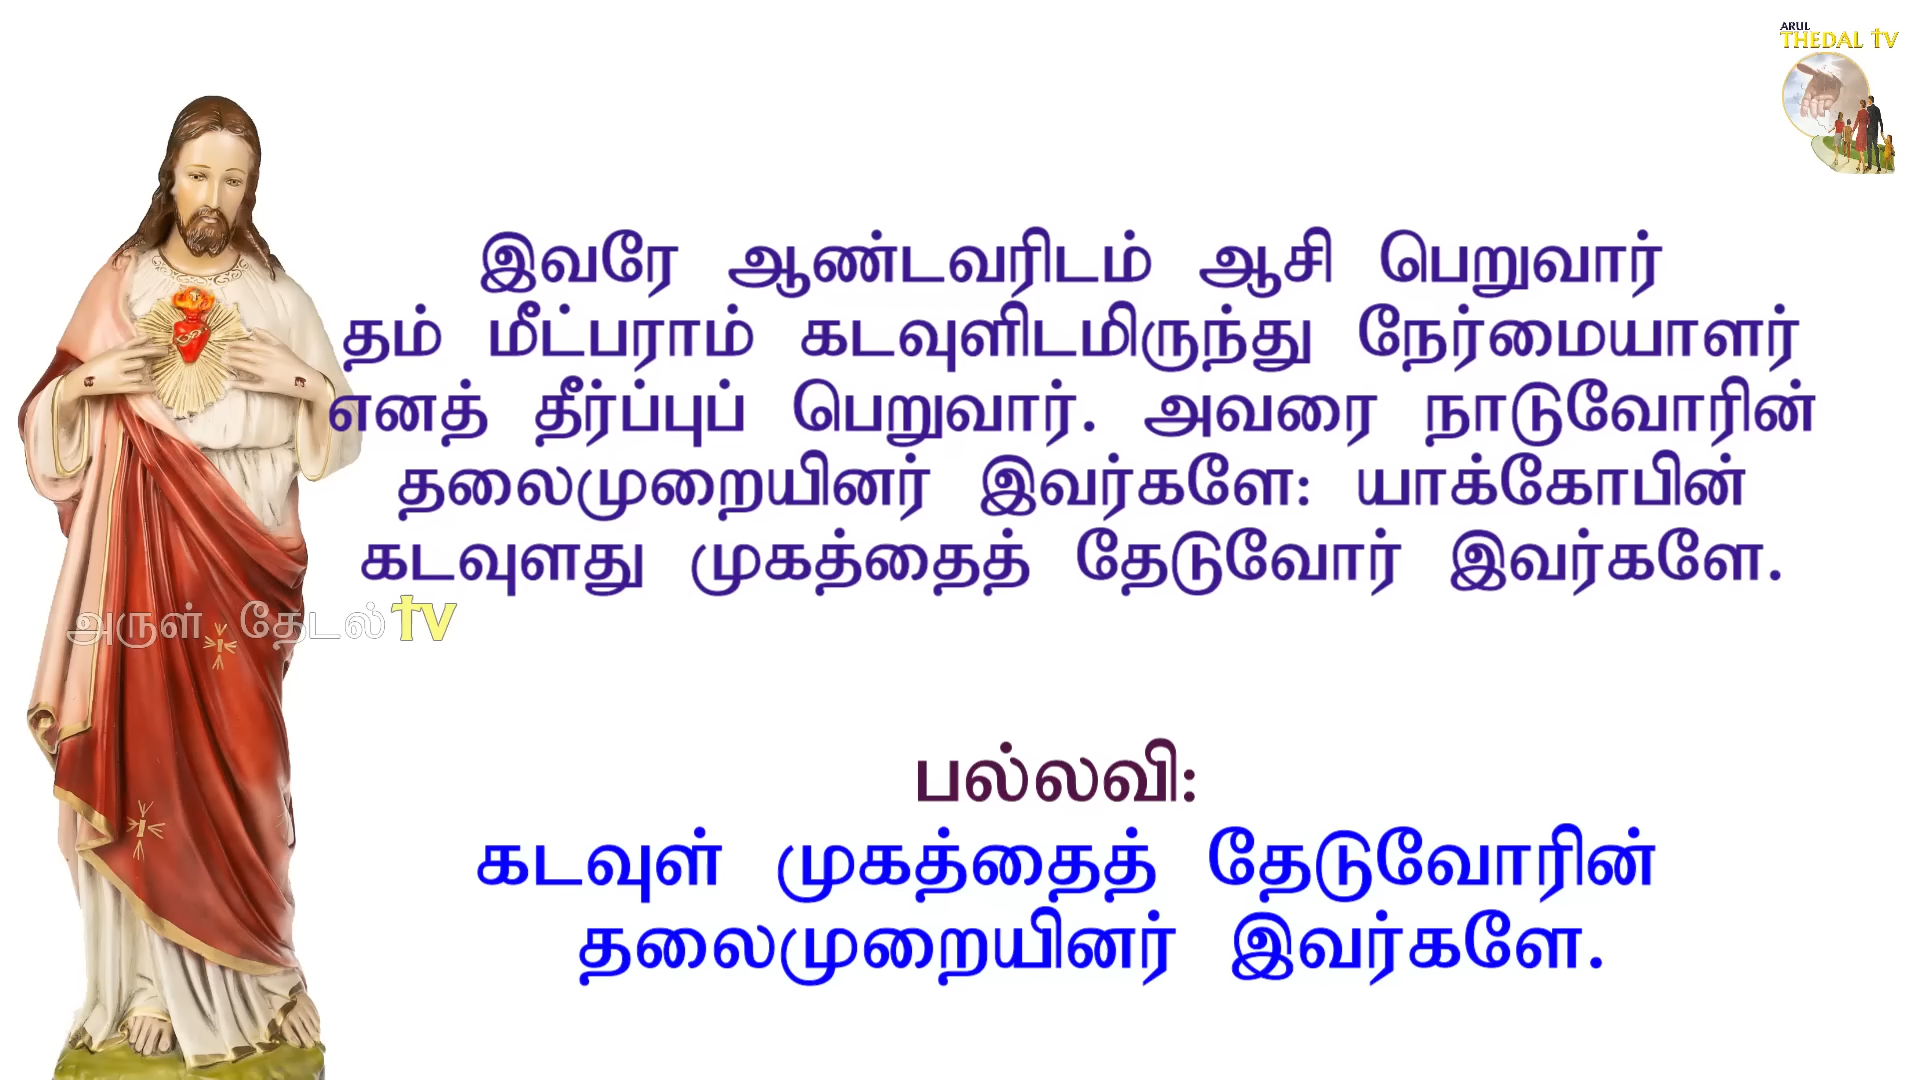 ARUL
THEDAL TV
இவரே ஆண்டவரிடம் ஆசி பெறுவார்
தம் மீட்பராம் கடவுளிடமிருந்து நேர்மையாளர்
எனத் தீர்ப்புப் பெறுவார். அவரை நாடுவோரின்
தலைமுறையினர் இவர்களே: யாக்கோபின்
கடவுளது முகத்தைத் தேடுவோர் இவர்களே.
அருள் தேடல் TV
பல்லவி:
கடவுள் முகத்தைத் தேடுவோரின்
தலைமுறையினர் இவர்களே.